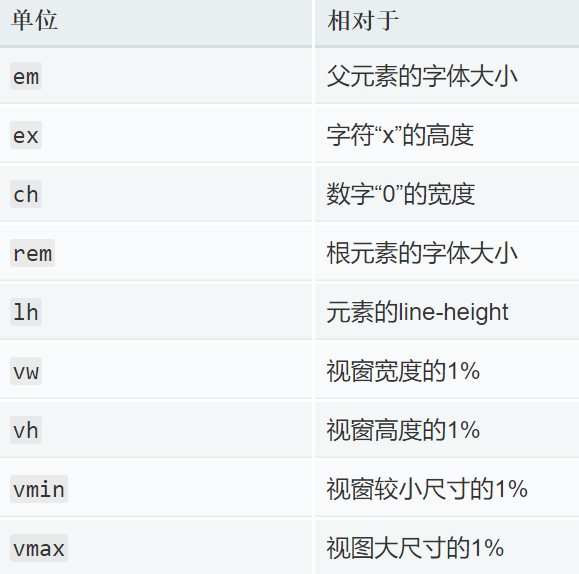 单位 相对于
em 父元素的字体大小
ex 字符“x”的高度
ch 数字“0”的宽度
rem 根元素的字体大小
lh 元素的line-height
vw 视窗宽度的1%
vh 视窗高度的1%
vmin 视窗较小尺寸的1%
vmax 视图大尺寸的1%